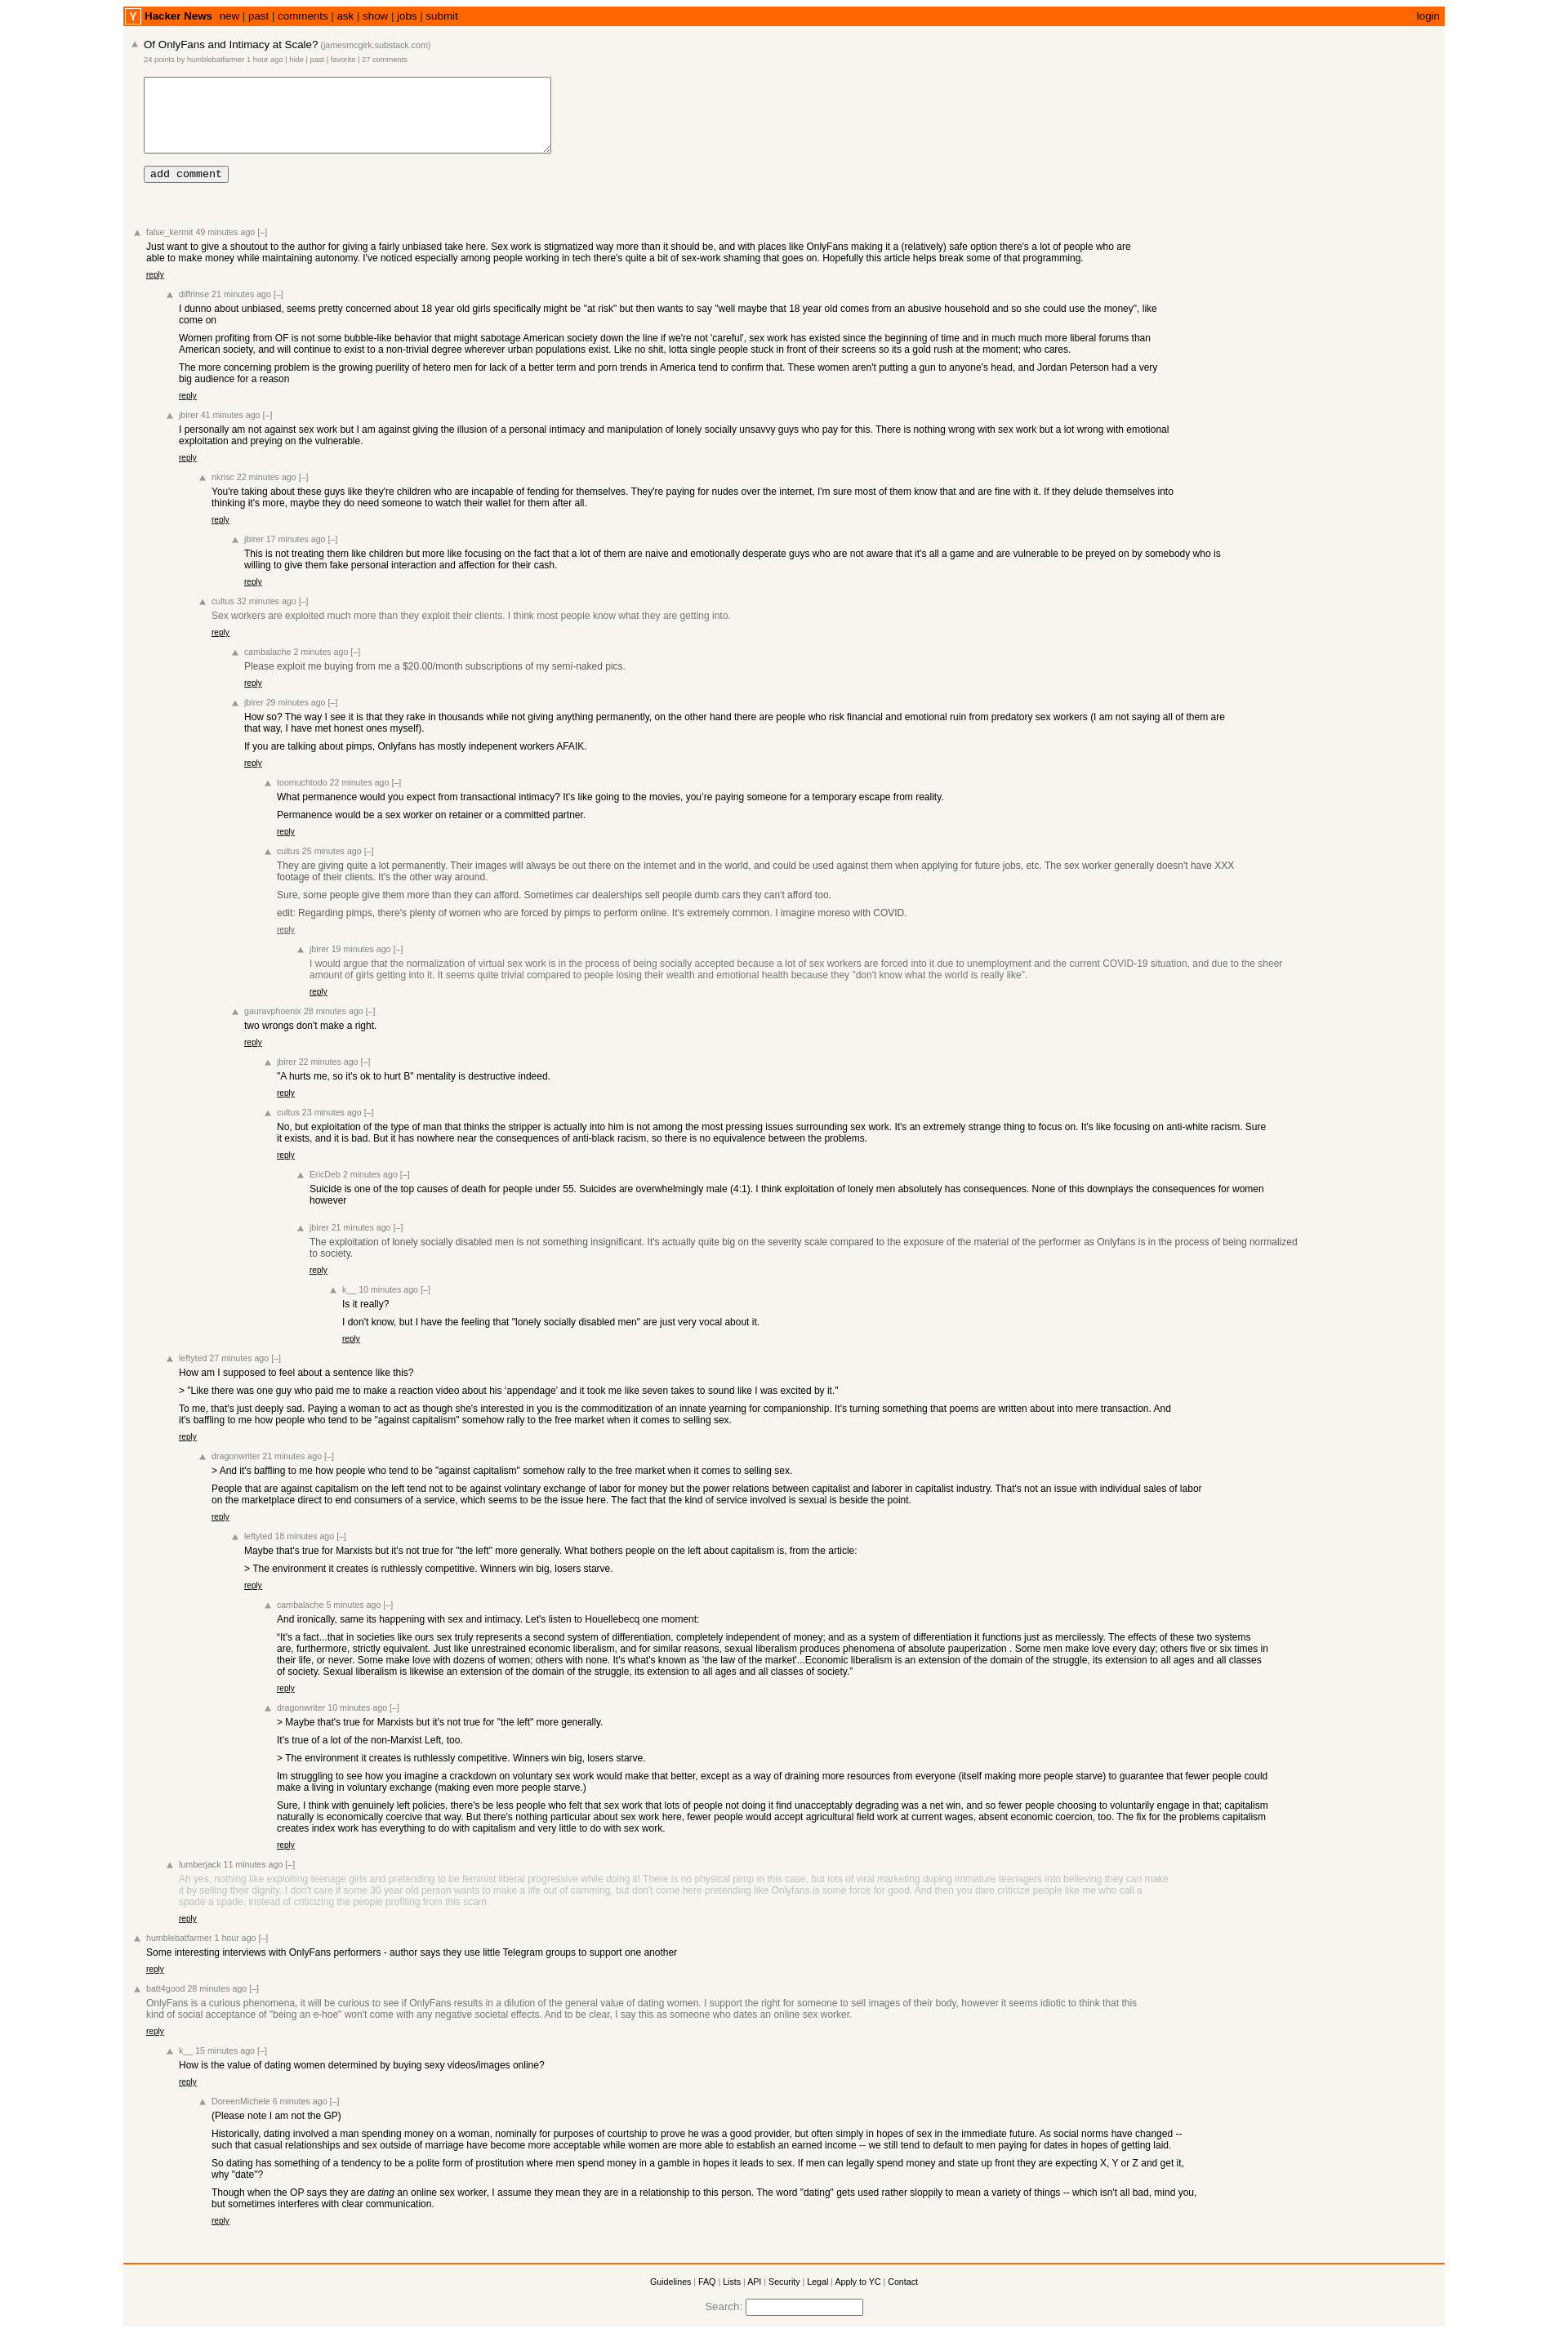 Y Hacker News new | past | comments | ask | show | jobs | submit login
Of OnlyFans and Intimacy at Scale? (jamesmcgirk.substack.com)
24 points by humblebatfarmer 1 hour ago | hide | past | favorite | 27 comments
add comment
false_kermit 49 minutes ago [–]
Just want to give a shoutout to the author for giving a fairly unbiased take here. Sex work is stigmatized way more than it should be, and with places like OnlyFans making it a (relatively) safe option there's a lot of people who are
able to make money while maintaining autonomy. I've noticed especially among people working in tech there's quite a bit of sex-work shaming that goes on. Hopefully this article helps break some of that programming.
reply
diffrinse 21 minutes ago [–]
I dunno about unbiased, seems pretty concerned about 18 year old girls specifically might be "at risk" but then wants to say "well maybe that 18 year old comes from an abusive household and so she could use the money", like
come on
Women profiting from OF is not some bubble-like behavior that might sabotage American society down the line if we're not 'careful', sex work has existed since the beginning of time and in much much more liberal forums than
American society, and will continue to exist to a non-trivial degree wherever urban populations exist. Like no shit, lotta single people stuck in front of their screens so its a gold rush at the moment; who cares.
The more concerning problem is the growing puerility of hetero men for lack of a better term and porn trends in America tend to confirm that. These women aren't putting a gun to anyone's head, and Jordan Peterson had a very
big audience for a reason
reply
jbirer 41 minutes ago [–]
I personally am not against sex work but I am against giving the illusion of a personal intimacy and manipulation of lonely socially unsavvy guys who pay for this. There is nothing wrong with sex work but a lot wrong with emotional
exploitation and preying on the vulnerable.
reply
nkrisc 22 minutes ago [–]
You're taking about these guys like they're children who are incapable of fending for themselves. They're paying for nudes over the internet, I'm sure most of them know that and are fine with it. If they delude themselves into
thinking it's more, maybe they do need someone to watch their wallet for them after all.
reply
jbirer 17 minutes ago [–]
This is not treating them like children but more like focusing on the fact that a lot of them are naive and emotionally desperate guys who are not aware that it's all a game and are vulnerable to be preyed on by somebody who is
willing to give them fake personal interaction and affection for their cash.
reply
cultus 32 minutes ago [–]
Sex workers are exploited much more than they exploit their clients. I think most people know what they are getting into.
reply
cambalache 2 minutes ago [–]
Please exploit me buying from me a $20.00/month subscriptions of my semi-naked pics.
reply
jbirer 29 minutes ago [–]
How so? The way I see it is that they rake in thousands while not giving anything permanently, on the other hand there are people who risk financial and emotional ruin from predatory sex workers (I am not saying all of them are
that way, I have met honest ones myself).
If you are talking about pimps, Onlyfans has mostly indepenent workers AFAIK.
reply
toomuchtodo 22 minutes ago [–]
What permanence would you expect from transactional intimacy? It’s like going to the movies, you’re paying someone for a temporary escape from reality.
Permanence would be a sex worker on retainer or a committed partner.
reply
cultus 25 minutes ago [–]
They are giving quite a lot permanently. Their images will always be out there on the internet and in the world, and could be used against them when applying for future jobs, etc. The sex worker generally doesn't have XXX
footage of their clients. It's the other way around.
Sure, some people give them more than they can afford. Sometimes car dealerships sell people dumb cars they can't afford too.
edit: Regarding pimps, there's plenty of women who are forced by pimps to perform online. It's extremely common. I imagine moreso with COVID.
reply
jbirer 19 minutes ago [–]
I would argue that the normalization of virtual sex work is in the process of being socially accepted because a lot of sex workers are forced into it due to unemployment and the current COVID-19 situation, and due to the sheer
amount of girls getting into it. It seems quite trivial compared to people losing their wealth and emotional health because they "don't know what the world is really like".
reply
gauravphoenix 28 minutes ago [–]
two wrongs don't make a right.
reply
jbirer 22 minutes ago [–]
"A hurts me, so it's ok to hurt B" mentality is destructive indeed.
reply
cultus 23 minutes ago [–]
No, but exploitation of the type of man that thinks the stripper is actually into him is not among the most pressing issues surrounding sex work. It's an extremely strange thing to focus on. It's like focusing on anti-white racism. Sure
it exists, and it is bad. But it has nowhere near the consequences of anti-black racism, so there is no equivalence between the problems.
reply
EricDeb 2 minutes ago [–]
Suicide is one of the top causes of death for people under 55. Suicides are overwhelmingly male (4:1). I think exploitation of lonely men absolutely has consequences. None of this downplays the consequences for women
however
jbirer 21 minutes ago [–]
The exploitation of lonely socially disabled men is not something insignificant. It's actually quite big on the severity scale compared to the exposure of the material of the performer as Onlyfans is in the process of being normalized
to society.
reply
k__ 10 minutes ago [–]
Is it really?
I don't know, but I have the feeling that "lonely socially disabled men" are just very vocal about it.
reply
leftyted 27 minutes ago [–]
How am I supposed to feel about a sentence like this?
> "Like there was one guy who paid me to make a reaction video about his ‘appendage’ and it took me like seven takes to sound like I was excited by it."
To me, that's just deeply sad. Paying a woman to act as though she's interested in you is the commoditization of an innate yearning for companionship. It's turning something that poems are written about into mere transaction. And
it's baffling to me how people who tend to be "against capitalism" somehow rally to the free market when it comes to selling sex.
reply
dragonwriter 21 minutes ago [–]
> And it's baffling to me how people who tend to be "against capitalism" somehow rally to the free market when it comes to selling sex.
People that are against capitalism on the left tend not to be against volintary exchange of labor for money but the power relations between capitalist and laborer in capitalist industry. That's not an issue with individual sales of labor
on the marketplace direct to end consumers of a service, which seems to be the issue here. The fact that the kind of service involved is sexual is beside the point.
reply
leftyted 18 minutes ago [–]
Maybe that's true for Marxists but it's not true for "the left" more generally. What bothers people on the left about capitalism is, from the article:
> The environment it creates is ruthlessly competitive. Winners win big, losers starve.
reply
cambalache 5 minutes ago [–]
And ironically, same its happening with sex and intimacy. Let's listen to Houellebecq one moment:
“It's a fact...that in societies like ours sex truly represents a second system of differentiation, completely independent of money; and as a system of differentiation it functions just as mercilessly. The effects of these two systems
are, furthermore, strictly equivalent. Just like unrestrained economic liberalism, and for similar reasons, sexual liberalism produces phenomena of absolute pauperization . Some men make love every day; others five or six times in
their life, or never. Some make love with dozens of women; others with none. It's what's known as 'the law of the market'...Economic liberalism is an extension of the domain of the struggle, its extension to all ages and all classes
of society. Sexual liberalism is likewise an extension of the domain of the struggle, its extension to all ages and all classes of society.”
reply
dragonwriter 10 minutes ago [–]
> Maybe that's true for Marxists but it's not true for "the left" more generally.
It's true of a lot of the non-Marxist Left, too.
> The environment it creates is ruthlessly competitive. Winners win big, losers starve.
Im struggling to see how you imagine a crackdown on voluntary sex work would make that better, except as a way of draining more resources from everyone (itself making more people starve) to guarantee that fewer people could
make a living in voluntary exchange (making even more people starve.)
Sure, I think with genuinely left policies, there's be less people who felt that sex work that lots of people not doing it find unacceptably degrading was a net win, and so fewer people choosing to voluntarily engage in that; capitalism
naturally is economically coercive that way. But there's nothing particular about sex work here, fewer people would accept agricultural field work at current wages, absent economic coercion, too. The fix for the problems capitalism
creates index work has everything to do with capitalism and very little to do with sex work.
reply
lumberjack 11 minutes ago [–]
Ah yes, nothing like exploiting teenage girls and pretending to be feminist liberal progressive while doing it! There is no physical pimp in this case, but lots of viral marketing duping immature teenagers into believing they can make
it by selling their dignity. I don't care if some 30 year old person wants to make a life out of camming, but don't come here pretending like Onlyfans is some force for good. And then you dare criticize people like me who call a
spade a spade, instead of criticizing the people profiting from this scam.
reply
humblebatfarmer 1 hour ago [–]
Some interesting interviews with OnlyFans performers - author says they use little Telegram groups to support one another
reply
batt4good 28 minutes ago [–]
OnlyFans is a curious phenomena, it will be curious to see if OnlyFans results in a dilution of the general value of dating women. I support the right for someone to sell images of their body, however it seems idiotic to think that this
kind of social acceptance of "being an e-hoe" won't come with any negative societal effects. And to be clear, I say this as someone who dates an online sex worker.
reply
k__ 15 minutes ago [–]
How is the value of dating women determined by buying sexy videos/images online?
reply
DoreenMichele 6 minutes ago [–]
(Please note I am not the GP)
Historically, dating involved a man spending money on a woman, nominally for purposes of courtship to prove he was a good provider, but often simply in hopes of sex in the immediate future. As social norms have changed --
such that casual relationships and sex outside of marriage have become more acceptable while women are more able to establish an earned income -- we still tend to default to men paying for dates in hopes of getting laid.
So dating has something of a tendency to be a polite form of prostitution where men spend money in a gamble in hopes it leads to sex. If men can legally spend money and state up front they are expecting X, Y or Z and get it,
why "date"?
Though when the OP says they are dating an online sex worker, I assume they mean they are in a relationship to this person. The word "dating" gets used rather sloppily to mean a variety of things -- which isn't all bad, mind you,
but sometimes interferes with clear communication.
reply
Guidelines | FAQ | Lists | API | Security | Legal | Apply to YC | Contact
Search: